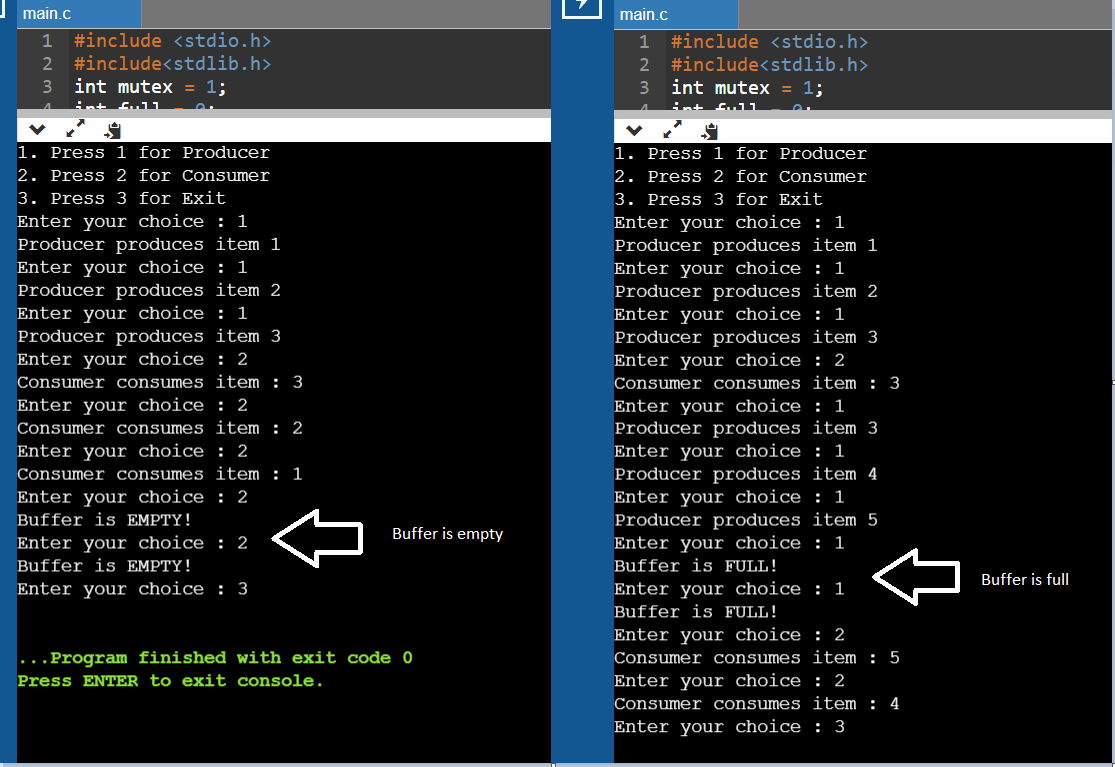 main.c
1 #include <stdio.h>
2 #include<stdlib.h>
3 int mutex = 1;
4 int full = 0;
1. Press 1 for Producer
2. Press 2 for Consumer
3. Press 3 for Exit
Enter your choice : 1
Producer produces item 1
Enter your choice : 1
Producer produces item 2
Enter your choice : 1
Producer produces item 3
Enter your choice : 2
Consumer consumes item : 3
Enter your choice : 2
Consumer consumes item : 2
Enter your choice : 2
Consumer consumes item : 1
Enter your choice : 2
Buffer is EMPTY!
Enter your choice : 2
Buffer is EMPTY!
Enter your choice : 3
...Program finished with exit code 0
Press ENTER to exit console.
Buffer is empty
main.c
1 #include <stdio.h>
2 #include<stdlib.h>
3 int mutex = 1;
4 int full = 0;
1. Press 1 for Producer
2. Press 2 for Consumer
3. Press 3 for Exit
Enter your choice : 1
Producer produces item 1
Enter your choice : 1
Producer produces item 2
Enter your choice : 1
Producer produces item 3
Enter your choice : 2
Consumer consumes item : 3
Enter your choice : 1
Producer produces item 3
Enter your choice : 1
Producer produces item 4
Enter your choice : 1
Producer produces item 5
Enter your choice : 1
Buffer is FULL!
Enter your choice : 1
Buffer is FULL!
Enter your choice : 2
Consumer consumes item : 5
Enter your choice : 2
Consumer consumes item : 4
Enter your choice : 3
Buffer is full